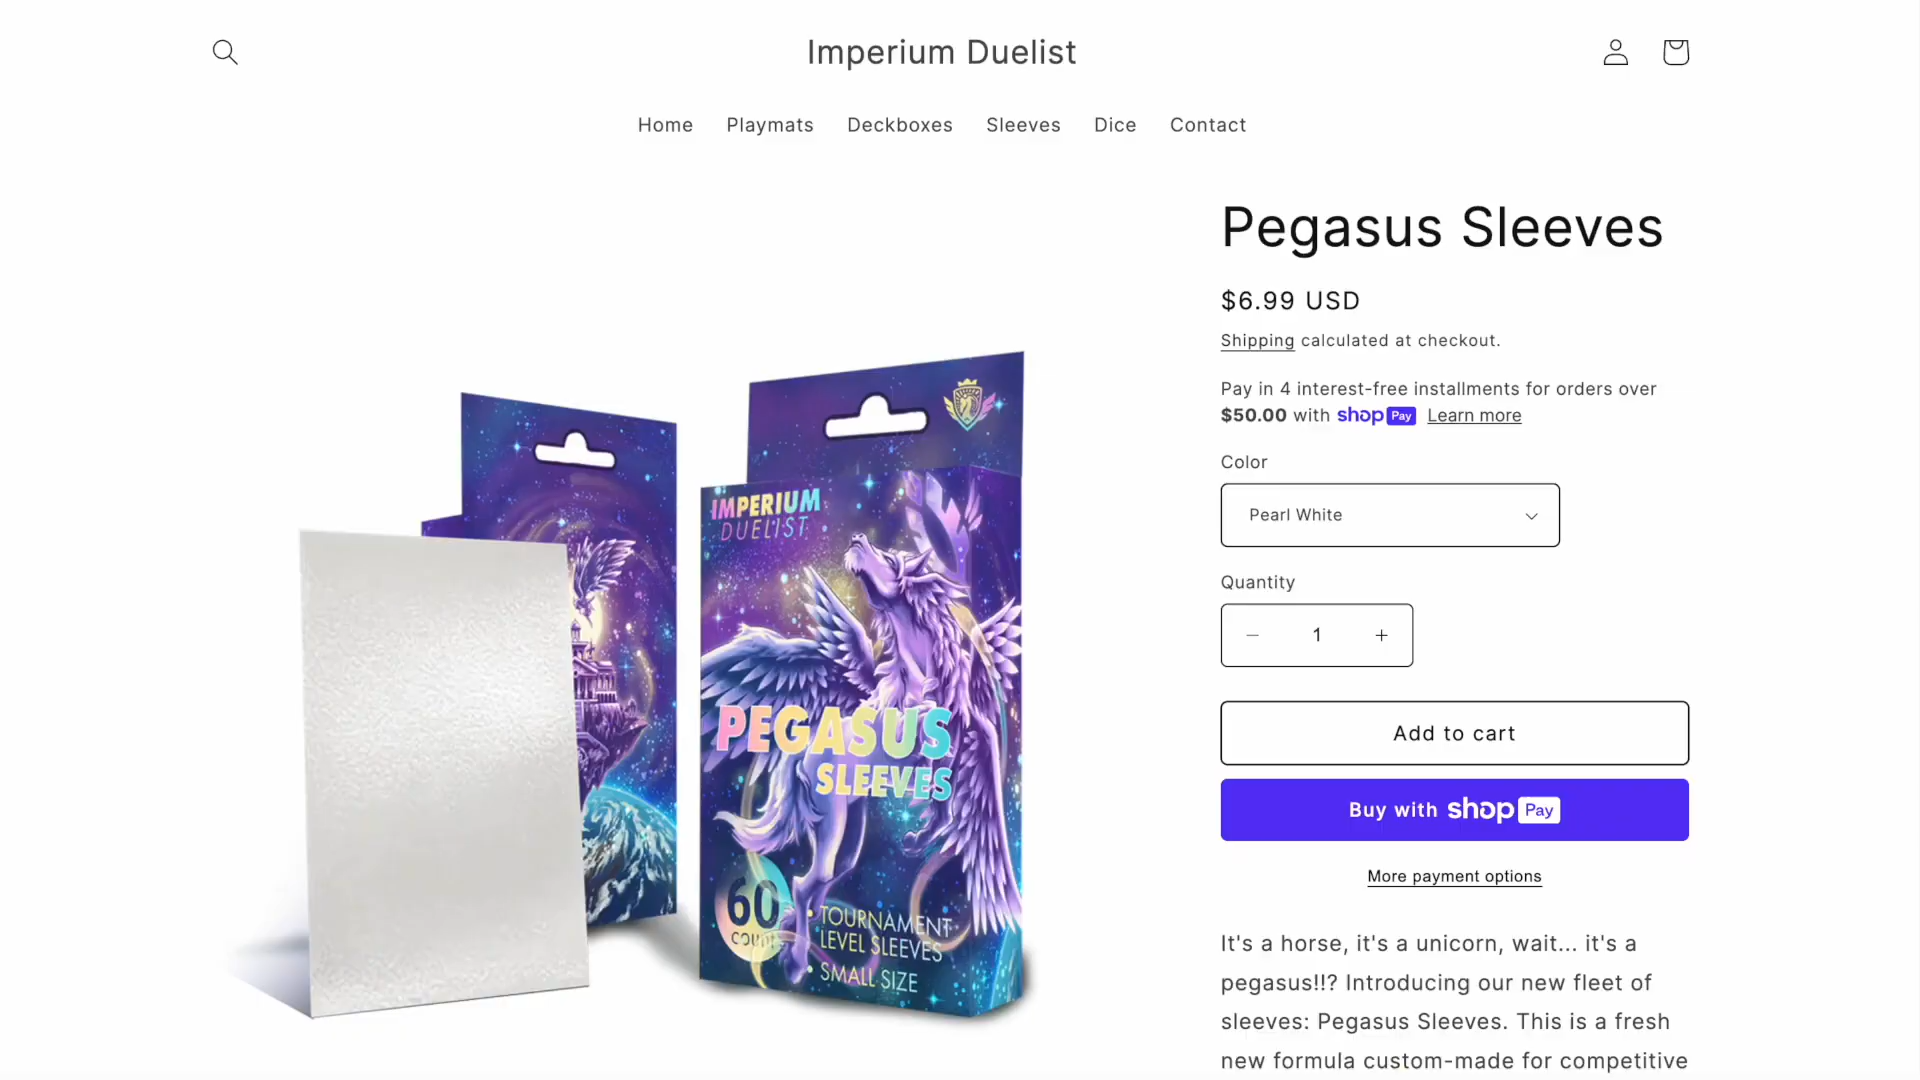 Imperium Duelist
Home Playmats Deckboxes Sleeves Dice Contact
Pegasus Sleeves
$6.99 USD
Shipping calculated at checkout.
Pay in 4 interest-free installments for orders over
$50.00 with shop Pay Learn more
Color
Pearl White
Quantity
1
Add to cart
Buy with shop Pay
More payment options
It's a horse, it's a unicorn, wait... it's a
pegasus!!? Introducing our new fleet of
sleeves: Pegasus Sleeves. This is a fresh
new formula custom-made for competitive
IMPERIUM
DUELIST
PEGASUS
SLEEVES
60
COUNT
• TOURNAMENT
LEVEL SLEEVES
• SMALL SIZE